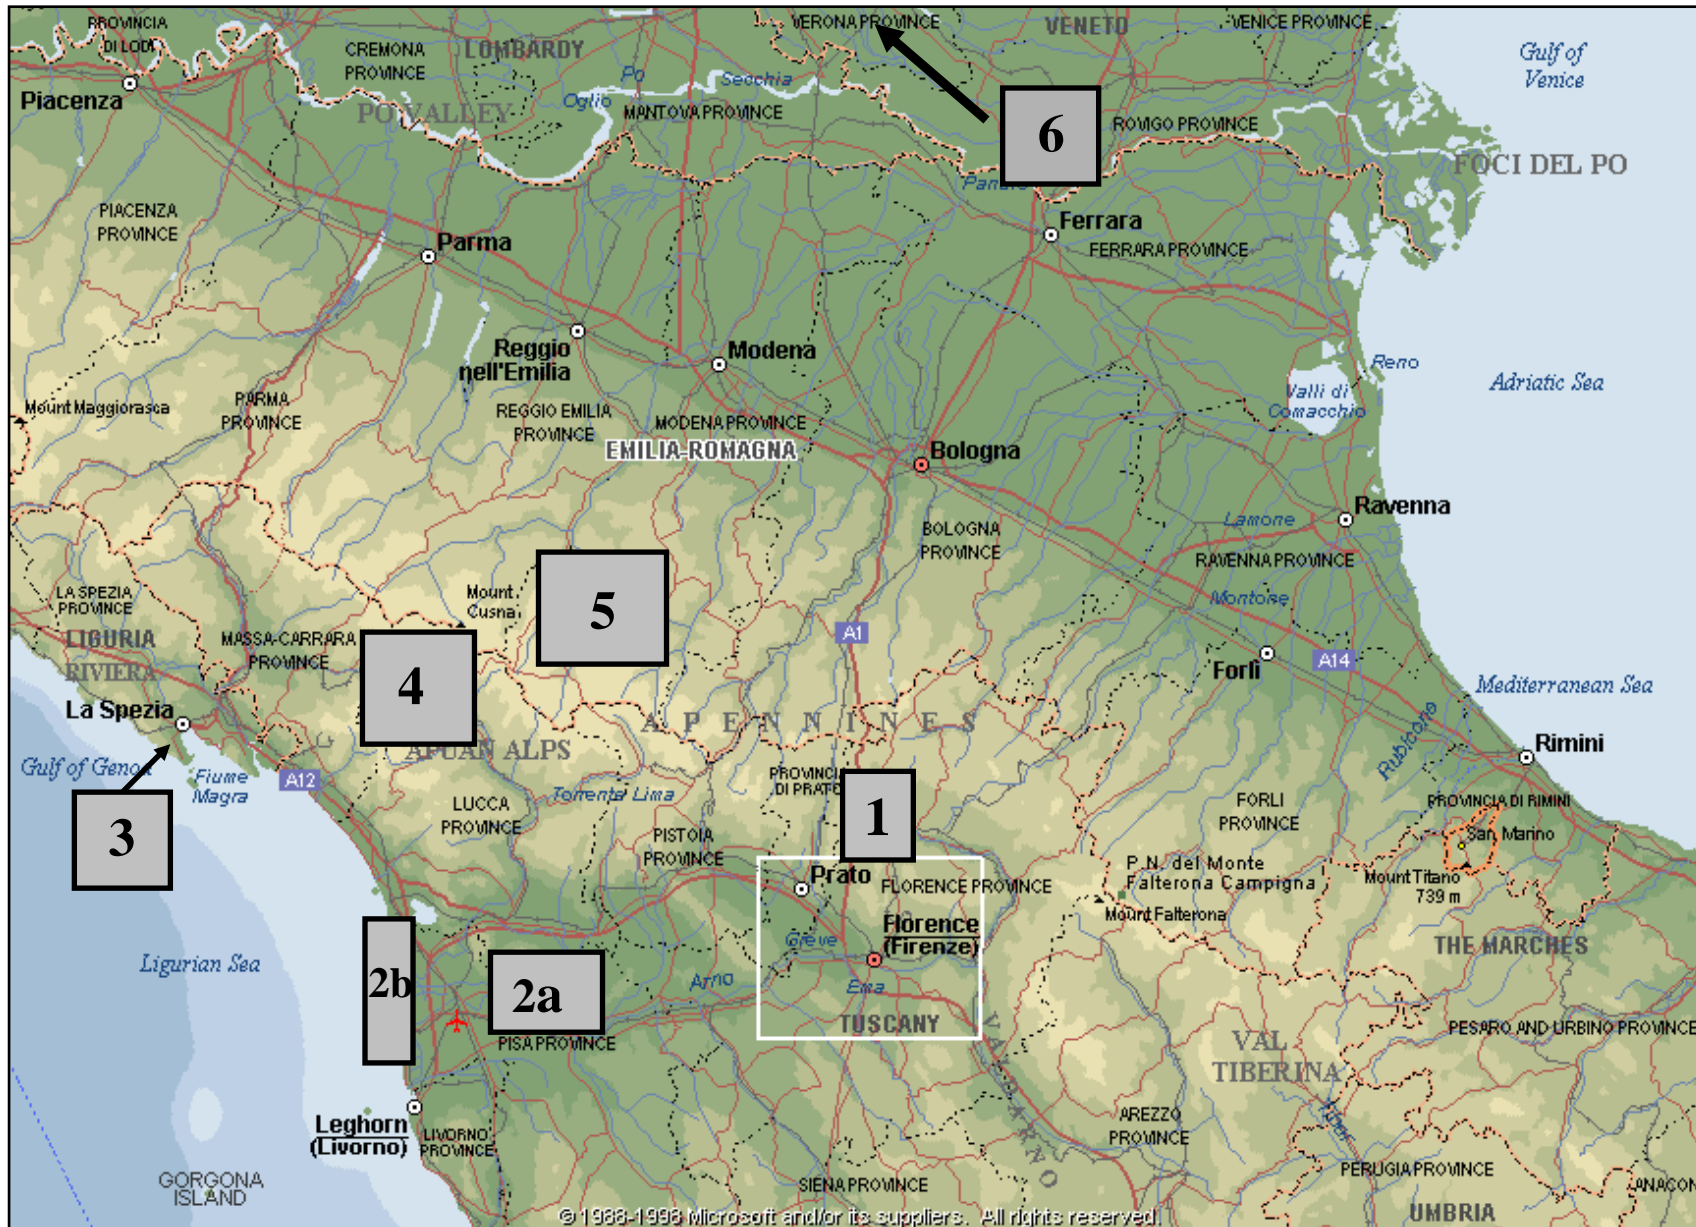 PROVINCIA
DI LODI
CREMONA
PROVINCE
LOMBARDY
VERONA PROVINCE
VENETO
VENICE PROVINCE
Gulf of
Venice
Piacenza
PO VALLEY
Oglio
Po
Secchia
MANTOVA PROVINCE
6
ROVIGO PROVINCE
FOCI DEL PO
Panaro
PIACENZA
PROVINCE
Parma
Ferrara
FERRARA PROVINCE
Reggio
nell'Emilia
Modena
Reno
Valli di
Comacchio
Adriatic Sea
Mount Maggiorasca
PARMA
PROVINCE
REGGIO EMILIA
PROVINCE
MODENA PROVINCE
EMILIA-ROMAGNA
Bologna
BOLOGNA
PROVINCE
Ravenna
Lamone
RAVENNA PROVINCE
Montone
LA SPEZIA
PROVINCE
LIGURIA
RIVIERA
MASSA-CARRARA
PROVINCE
Mount
Cusna
5
4
A1
Forlì
A14
Mediterranean Sea
La Spezia
Gulf of Genoa
Fiume
Magra
A12
3
APUAN ALPS
APENNINES
Rubicone
Rimini
LUCCA
PROVINCE
Torrente Lima
PISTOIA
PROVINCE
PROVINCIA
DI PRATO
1
FORLI
PROVINCE
PROVINCIA DI RIMINI
San Marino
Mount Titano
739 m
P.N. del Monte
Falterona Campigna
Mount Falterona
Prato
FLORENCE PROVINCE
Florence
(Firenze)
Greve
Ema
TUSCANY
Arno
THE MARCHES
Ligurian Sea
2b
2a
PISA PROVINCE
VALDARNO
VAL
TIBERINA
PESARO AND URBINO PROVINCE
Leghorn
(Livorno)
LIVORNO
PROVINCE
AREZZO
PROVINCE
Tiber
GORGONA
ISLAND
SIENA PROVINCE
PERUGIA PROVINCE
ANACON
UMBRIA
© 1988-1998 Microsoft and/or its suppliers. All rights reserved.